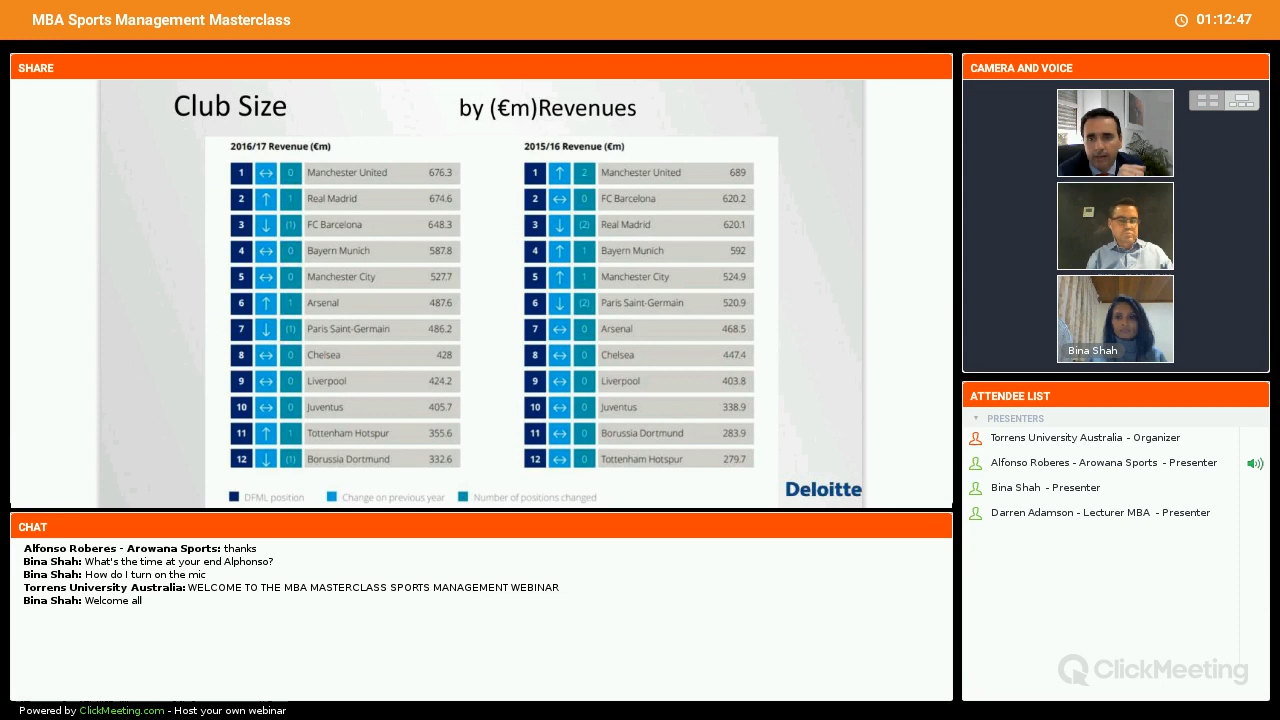 MBA Sports Management Masterclass
01:12:47
SHARE
Club Size by (€m)Revenues
2016/17 Revenue (€m)
1 ↔ 0 Manchester United 676.3
2 ↑ 1 Real Madrid 674.6
3 ↓ (1) FC Barcelona 648.3
4 ↔ 0 Bayern Munich 587.8
5 ↔ 0 Manchester City 527.7
6 ↑ 1 Arsenal 487.6
7 ↓ (1) Paris Saint-Germain 486.2
8 ↔ 0 Chelsea 428
9 ↔ 0 Liverpool 424.2
10 ↔ 0 Juventus 405.7
11 ↑ 1 Tottenham Hotspur 355.6
12 ↓ (1) Borussia Dortmund 332.6
2015/16 Revenue (€m)
1 ↑ 2 Manchester United 689
2 ↔ 0 FC Barcelona 620.2
3 ↓ (2) Real Madrid 620.1
4 ↑ 1 Bayern Munich 592
5 ↑ 1 Manchester City 524.9
6 ↓ (2) Paris Saint-Germain 520.9
7 ↔ 0 Arsenal 468.5
8 ↔ 0 Chelsea 447.4
9 ↔ 0 Liverpool 403.8
10 ↔ 0 Juventus 338.9
11 ↔ 0 Borussia Dortmund 283.9
12 ↔ 0 Tottenham Hotspur 279.7
DFML position Change on previous year Number of positions changed
Deloitte
CAMERA AND VOICE
Bina Shah
ATTENDEE LIST
PRESENTERS
Torrens University Australia - Organizer
Alfonso Roberes - Arowana Sports - Presenter
Bina Shah - Presenter
Darren Adamson - Lecturer MBA - Presenter
ClickMeeting
CHAT
Alfonso Roberes - Arowana Sports: thanks
Bina Shah: What's the time at your end Alphonso?
Bina Shah: How do I turn on the mic
Torrens University Australia: WELCOME TO THE MBA MASTERCLASS SPORTS MANAGEMENT WEBINAR
Bina Shah: Welcome all
Powered by ClickMeeting.com - Host your own webinar